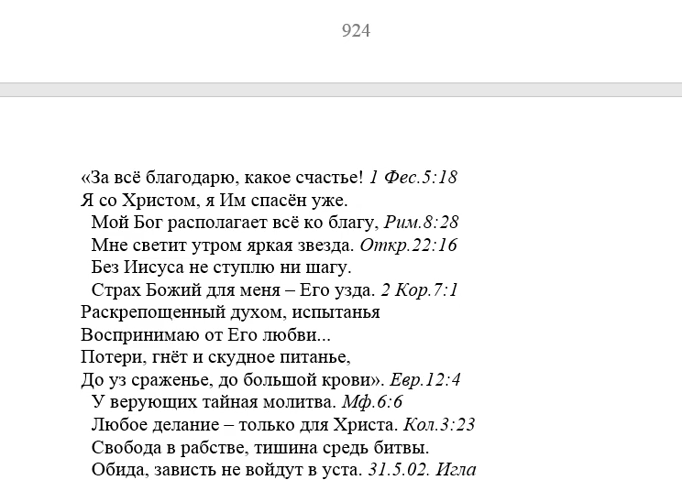 924
«За всё благодарю, какое счастье! 1 Фес.5:18
Я со Христом, я Им спасён уже.
Мой Бог располагает всё ко благу, Рим.8:28
Мне светит утром яркая звезда. Откр.22:16
Без Иисуса не ступлю ни шагу.
Страх Божий для меня – Его узда. 2 Кор.7:1
Раскрепощенный духом, испытанья
Воспринимаю от Его любви...
Потери, гнёт и скудное питанье,
До уз сраженье, до большой крови». Евр.12:4
У верующих тайная молитва. Мф.6:6
Любое делание – только для Христа. Кол.3:23
Свобода в рабстве, тишина средь битвы.
Обида, зависть не войдут в уста. 31.5.02. Игла